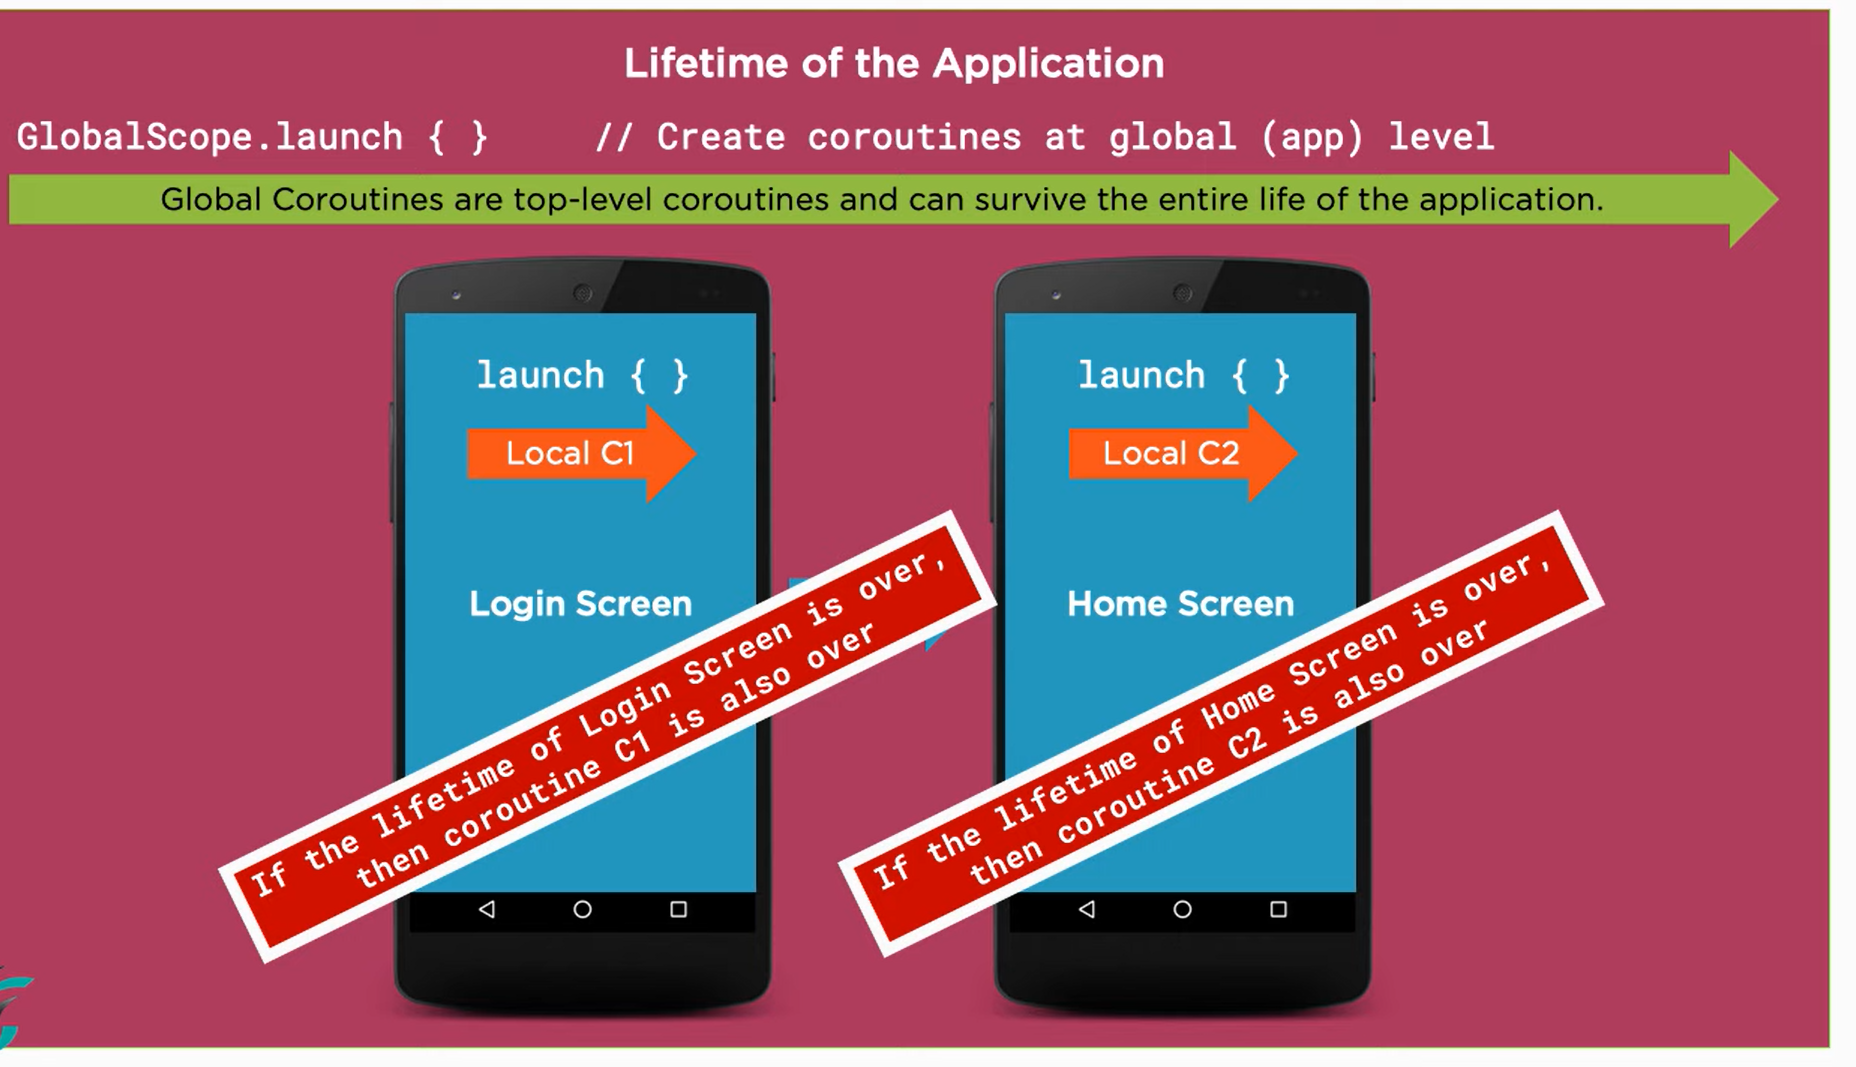 Lifetime of the Application
GlobalScope.launch { } // Create coroutines at global (app) level
Global Coroutines are top-level coroutines and can survive the entire life of the application.
launch { }
Local C1
Login Screen
If the lifetime of Login Screen is over,
then coroutine C1 is also over
launch { }
Local C2
Home Screen
If the lifetime of Home Screen is over,
then coroutine C2 is also over